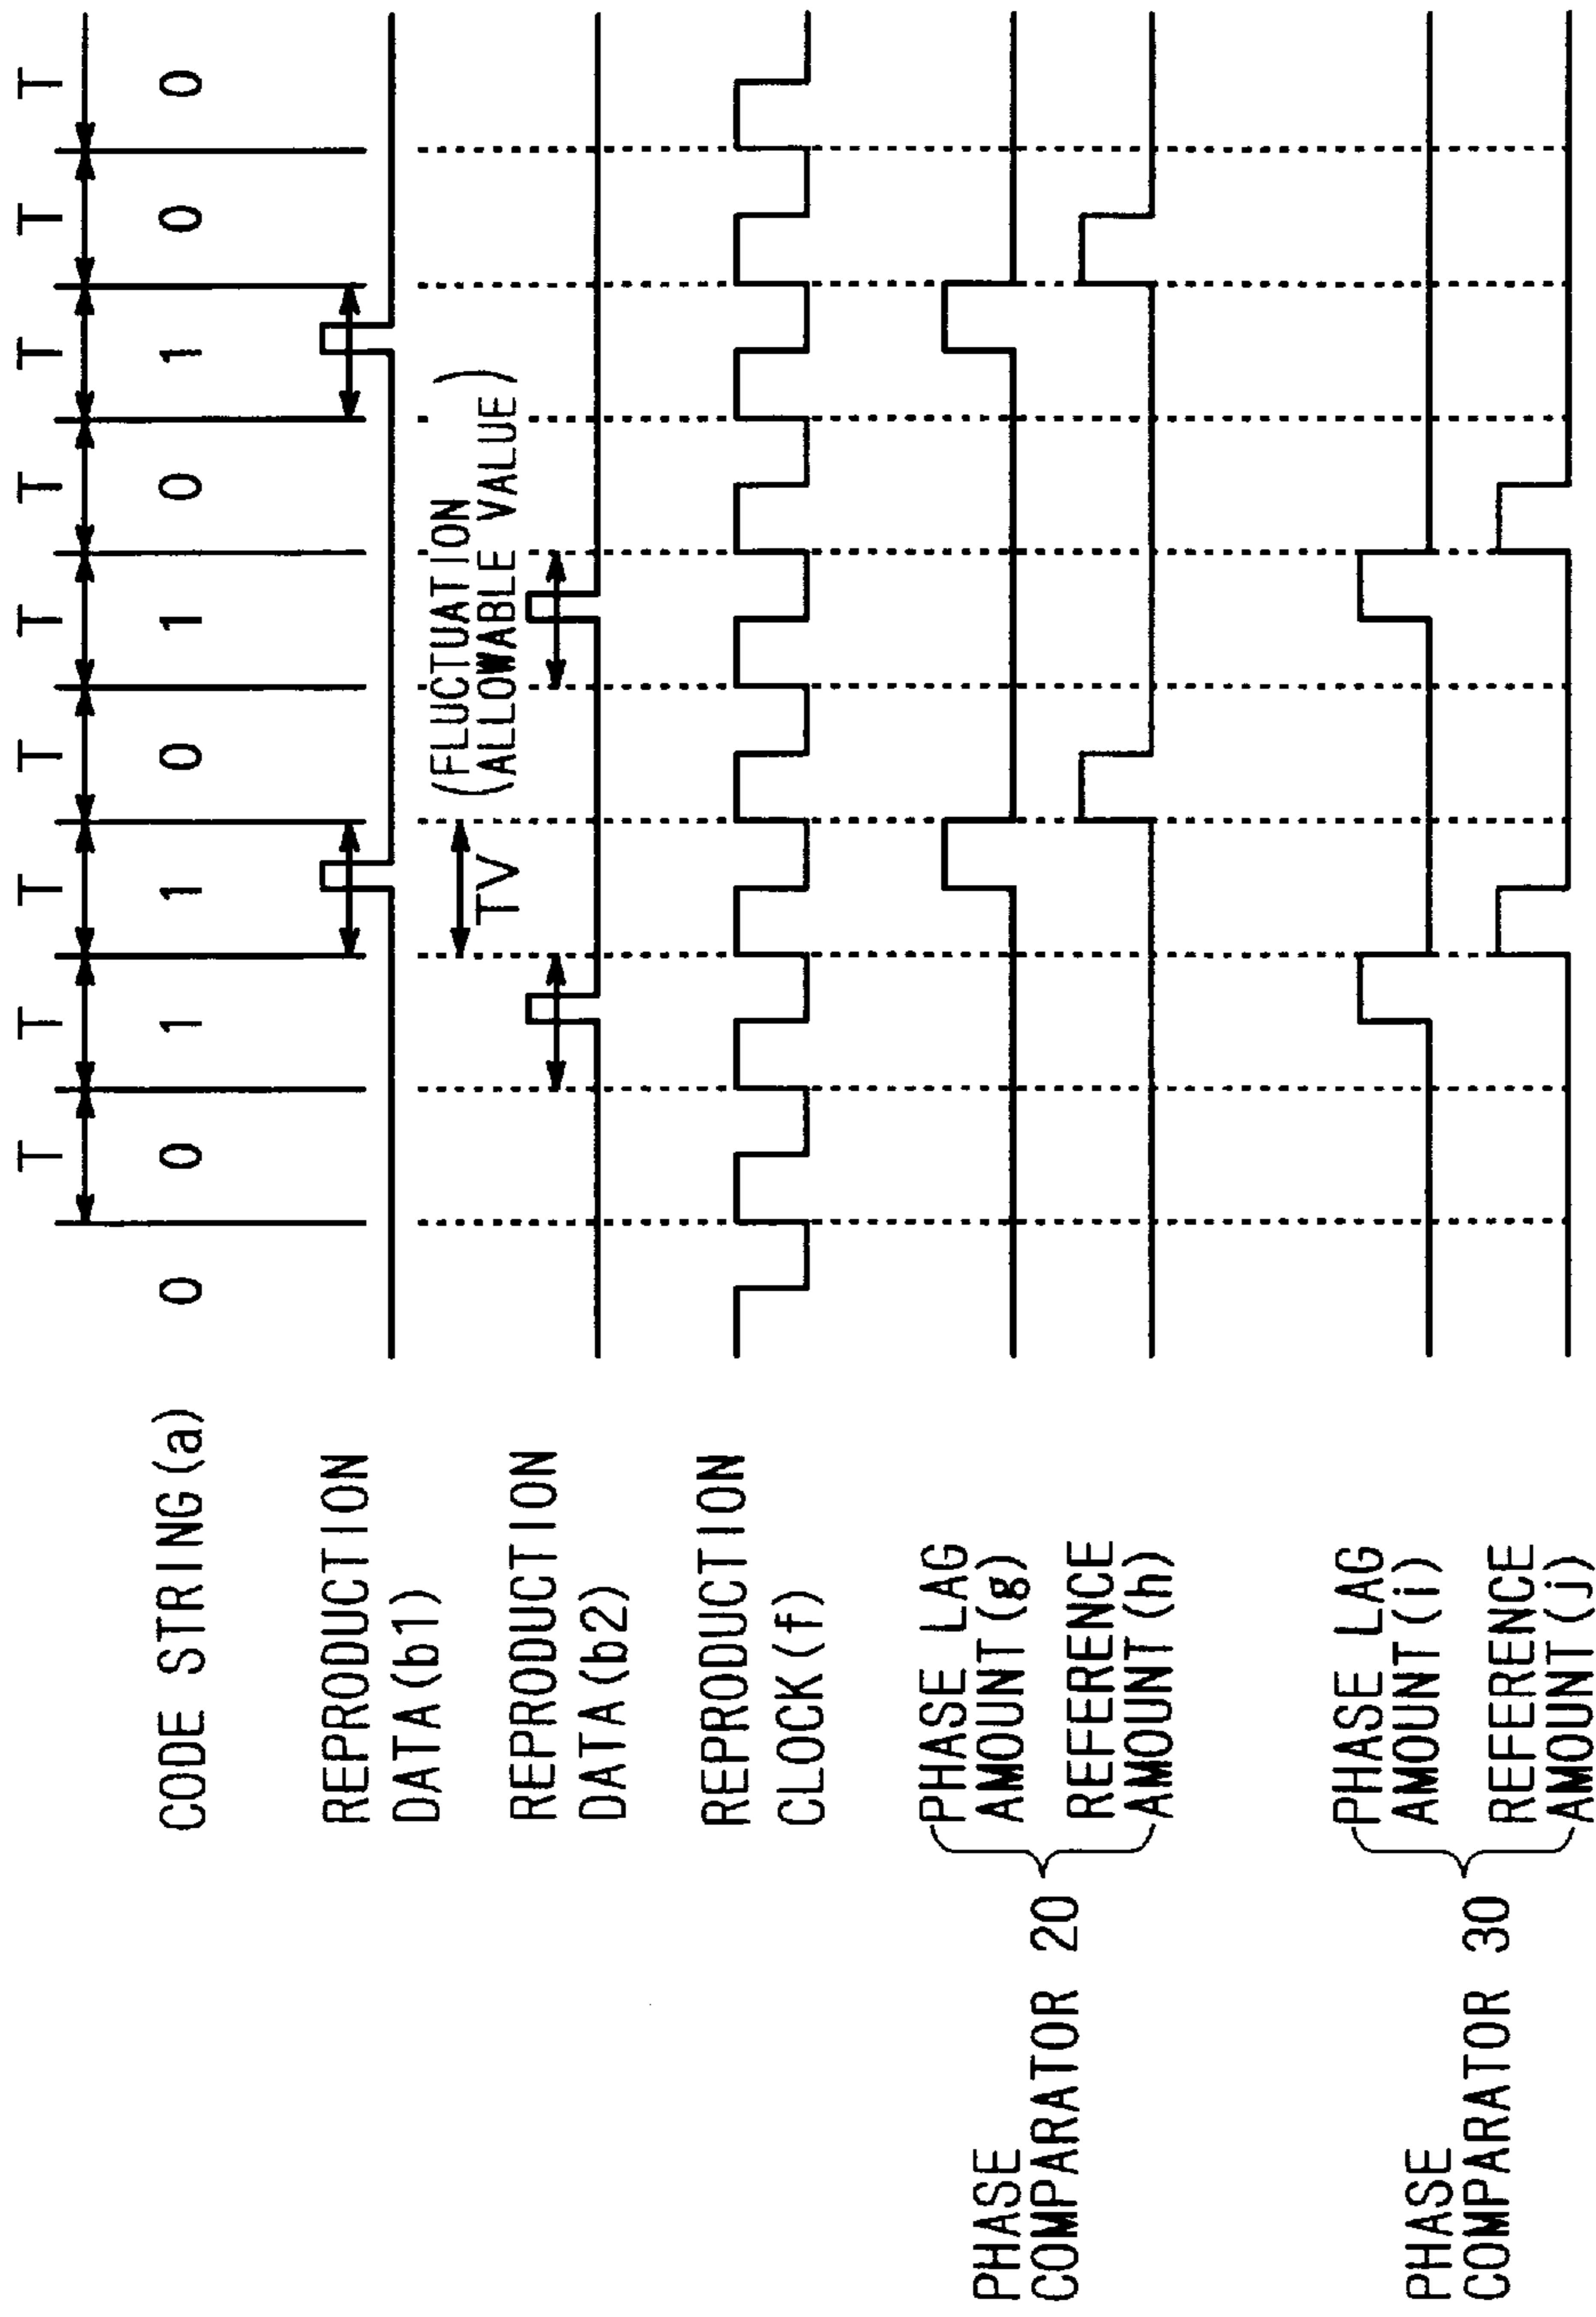 T T T T T T T T T
CODE STRING(a) 0 0 1 1 0 1 0 1 0 0
REPRODUCTION
DATA(b1)
TV (FLUCTUATION
ALLOWABLE VALUE)
REPRODUCTION
DATA(b2)
REPRODUCTION
CLOCK(f)
PHASE
COMPARATOR 20
PHASE LAG
AMOUNT(g)
REFERENCE
AMOUNT(h)
PHASE
COMPARATOR 30
PHASE LAG
AMOUNT(i)
REFERENCE
AMOUNT(j)